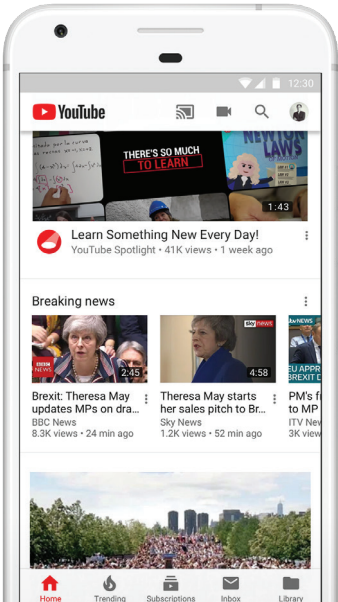 12:30
YouTube
THERE'S SO MUCH
TO LEARN
NEWTON
LAWS
1:43
Learn Something New Every Day!
YouTube Spotlight • 41K views • 1 week ago
Breaking news
BBC
NEWS
2:45
sky news
4:58
itv NEWS
EU APPR
BREXIT D
Brexit: Theresa May
updates MPs on dra...
BBC News
8.3K views • 24 min ago
Theresa May starts
her sales pitch to Br...
Sky News
1.2K views • 52 min ago
PM's fi
to MP
ITV New
3K view
Home
Trending
Subscriptions
Inbox
Library